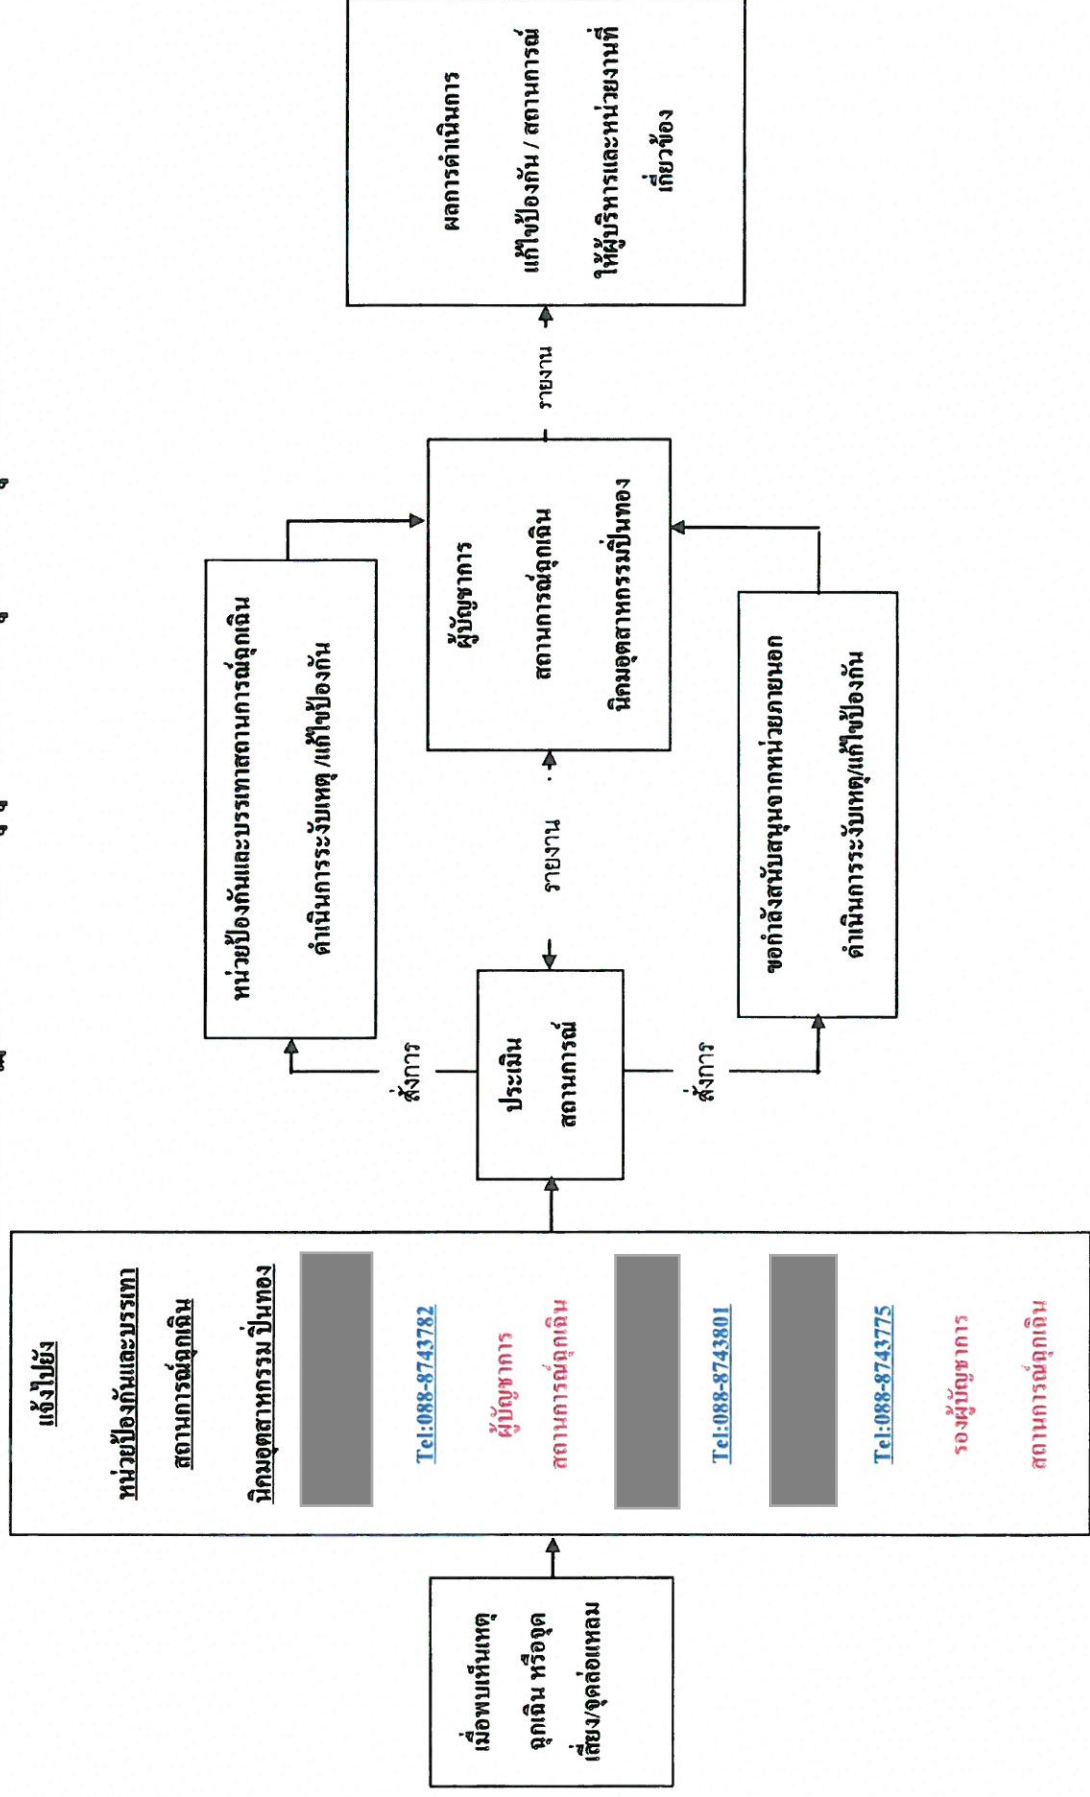 เมื่อพบเห็นเหตุ
ฉุกเฉิน หรือจุด
เสี่ยง/จุดล่อแหลม
แจ้งไปยัง
หน่วยป้องกันและบรรเทา
สถานการณ์ฉุกเฉิน
นิคมอุตสาหกรรม ปิ่นทอง
Tel:088-8743782
ผู้บัญชาการ
สถานการณ์ฉุกเฉิน
Tel:088-8743801
Tel:088-8743775
รองผู้บัญชาการ
สถานการณ์ฉุกเฉิน
ประเมิน
สถานการณ์
สั่งการ
สั่งการ
หน่วยป้องกันและบรรเทาสถานการณ์ฉุกเฉิน
ดำเนินการระงับเหตุ /แก้ไขป้องกัน
รายงาน
ขอกำลังสนับสนุนจากหน่วยภายนอก
ดำเนินการระงับเหตุ/แก้ไขป้องกัน
ผู้บัญชาการ
สถานการณ์ฉุกเฉิน
นิคมอุตสาหกรรมปิ่นทอง
รายงาน
ผลการดำเนินการ
แก้ไขป้องกัน / สถานการณ์
ให้ผู้บริหารและหน่วยงานที่
เกี่ยวข้อง